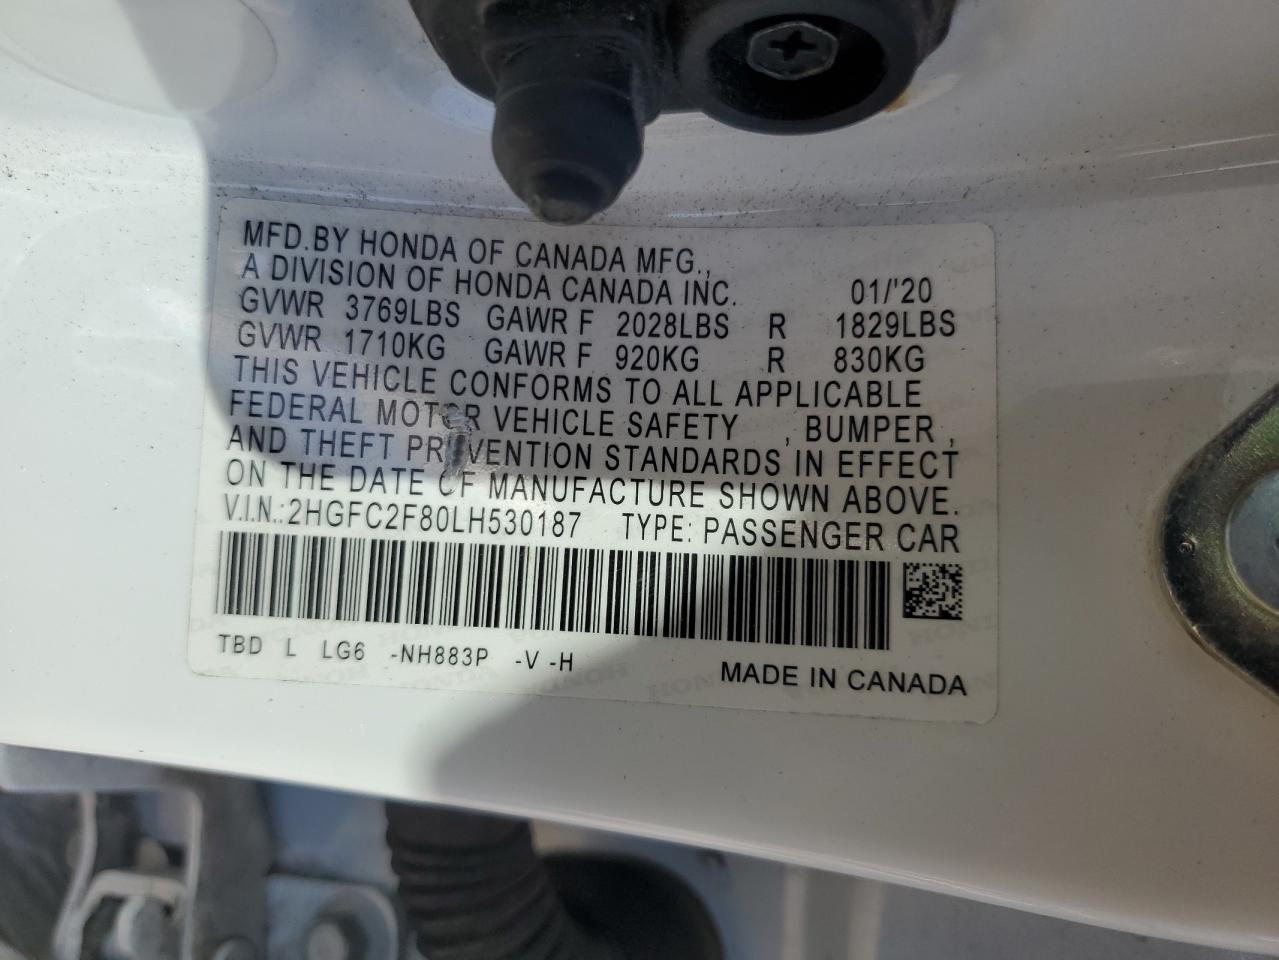 MFD.BY HONDA OF CANADA MFG.,
A DIVISION OF HONDA CANADA INC. 01/'20
GVWR 3769LBS GAWR F 2028LBS R 1829LBS
GVWR 1710KG GAWR F 920KG R 830KG
THIS VEHICLE CONFORMS TO ALL APPLICABLE
FEDERAL MOTOR VEHICLE SAFETY , BUMPER ,
AND THEFT PREVENTION STANDARDS IN EFFECT
ON THE DATE OF MANUFACTURE SHOWN ABOVE.
V.I.N.:2HGFC2F80LH530187 TYPE: PASSENGER CAR
TBD L LG6 -NH883P -V -H
MADE IN CANADA